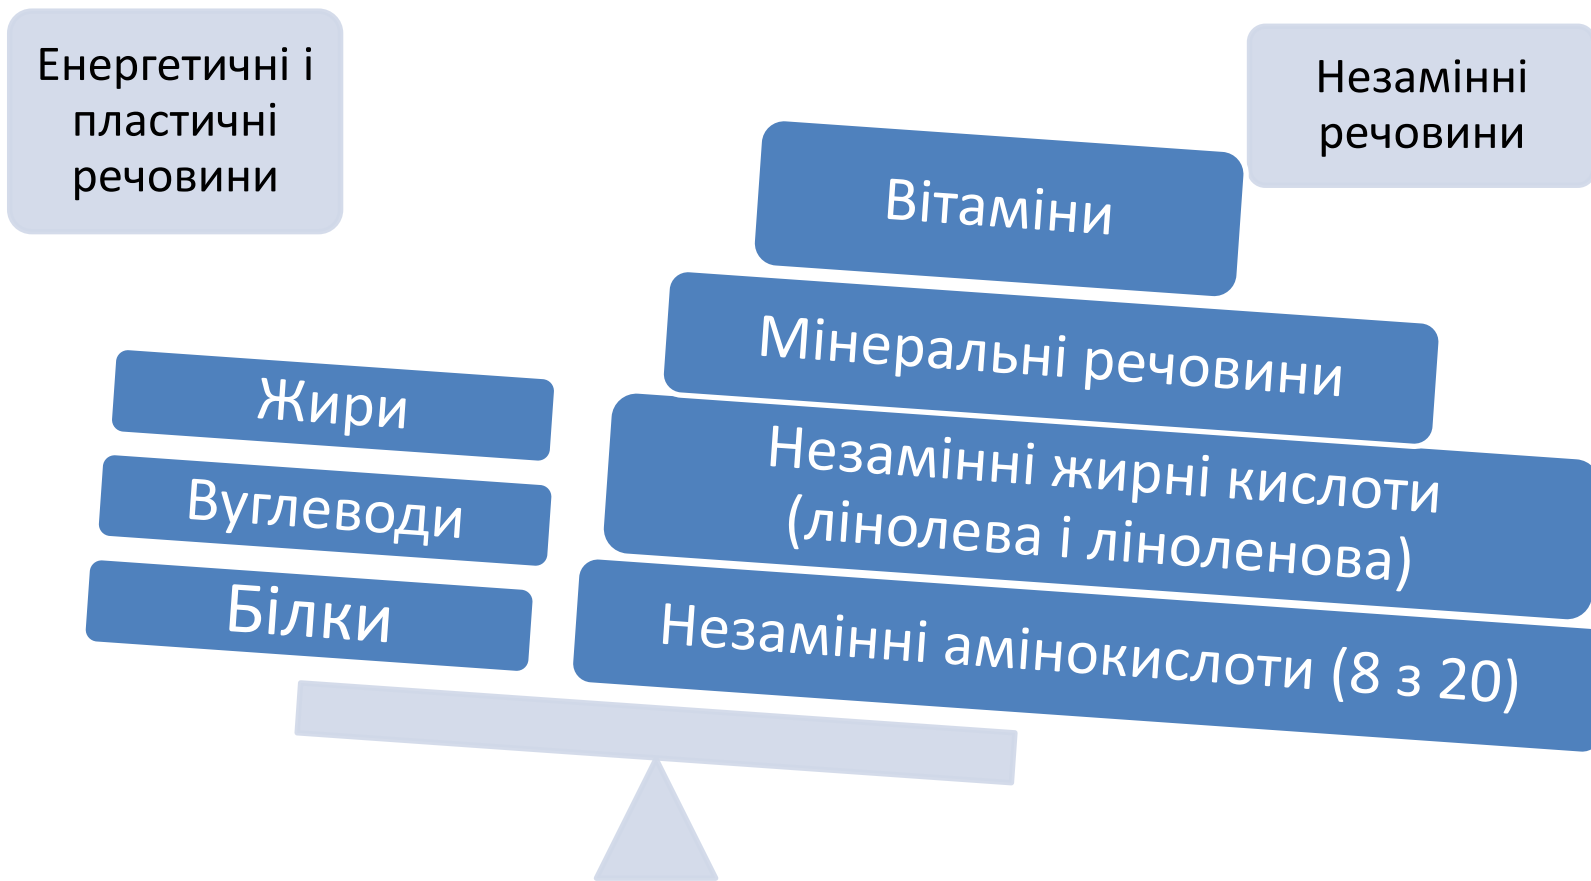 Енергетичні і
пластичні
речовини
Незамінні
речовини
Вітаміни
Мінеральні речовини
Незамінні жирні кислоти
(лінолева і ліноленова)
Незамінні амінокислоти (8 з 20)
Жири
Вуглеводи
Білки